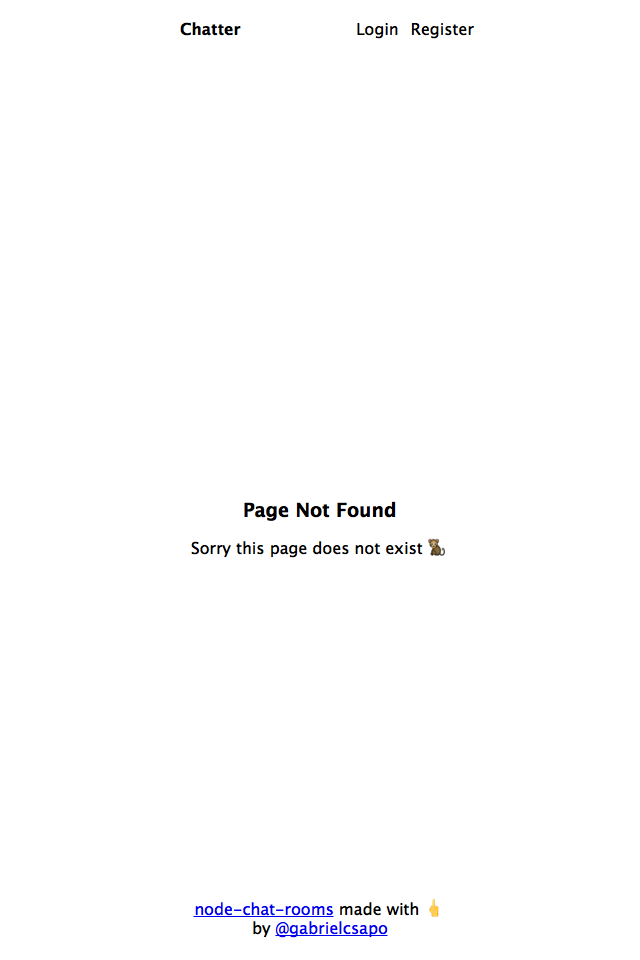 Chatter Login Register
Page Not Found
Sorry this page does not exist 🐒
node-chat-rooms made with 👆
by @gabrielcsapo